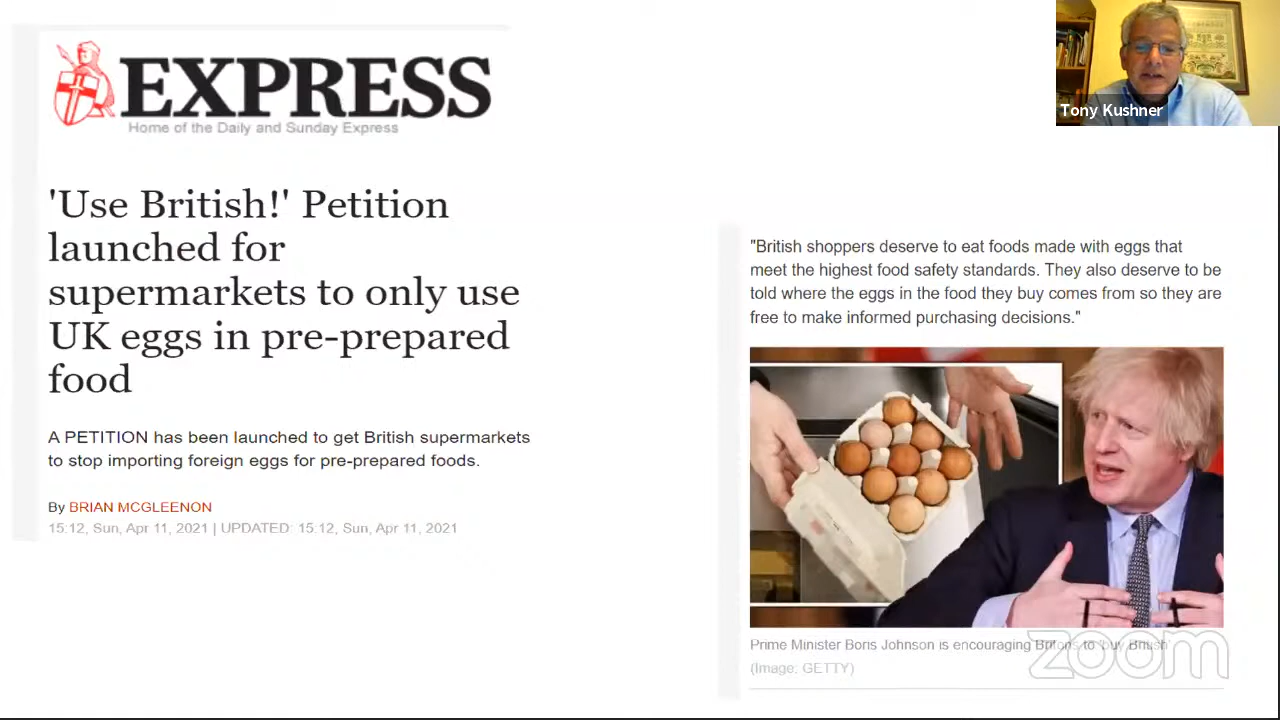 EXPRESS
Home of the Daily and Sunday Express
'Use British!' Petition
launched for
supermarkets to only use
UK eggs in pre-prepared
food
A PETITION has been launched to get British supermarkets
to stop importing foreign eggs for pre-prepared foods.
By BRIAN MCGLEENON
15:12, Sun, Apr 11, 2021 | UPDATED: 15:12, Sun, Apr 11, 2021
Tony Kushner
"British shoppers deserve to eat foods made with eggs that
meet the highest food safety standards. They also deserve to be
told where the eggs in the food they buy comes from so they are
free to make informed purchasing decisions."
Prime Minister Boris Johnson is encouraging Britons to 'buy British'
(Image: GETTY)
zoom